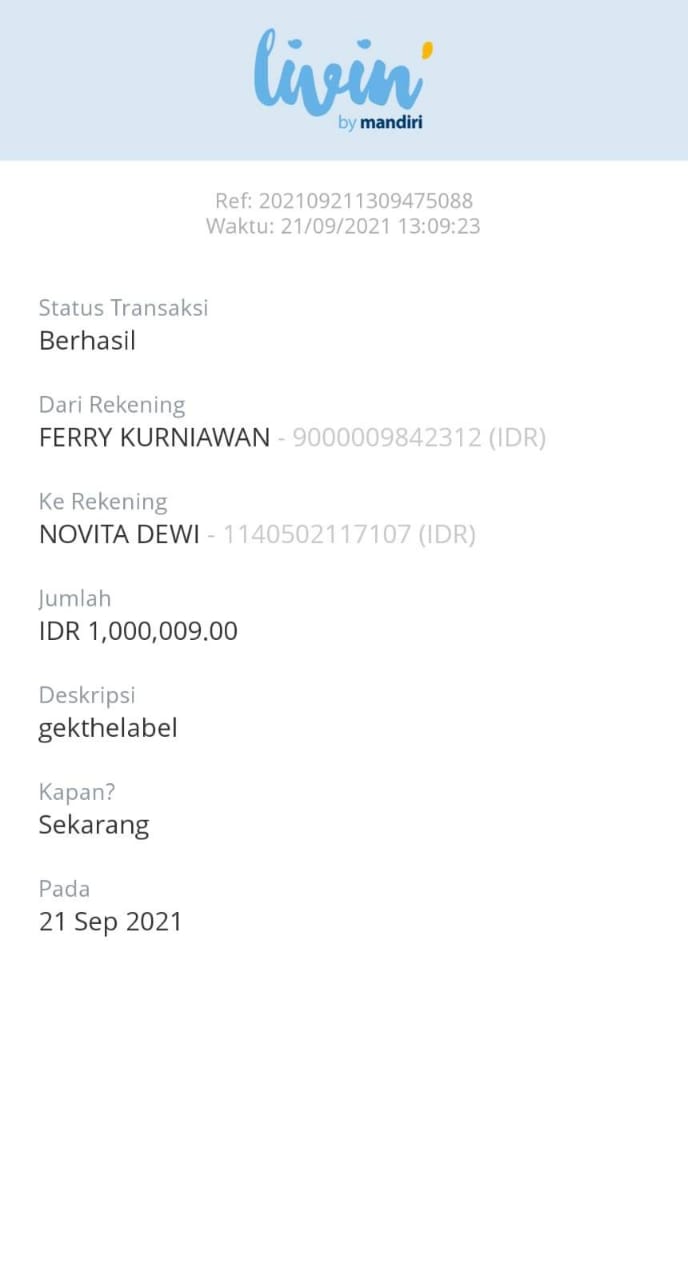 livin'
by mandiri
Ref: 202109211309475088
Waktu: 21/09/2021 13:09:23
Status Transaksi
Berhasil
Dari Rekening
FERRY KURNIAWAN - 9000009842312 (IDR)
Ke Rekening
NOVITA DEWI - 1140502117107 (IDR)
Jumlah
IDR 1,000,009.00
Deskripsi
gekthelabel
Kapan?
Sekarang
Pada
21 Sep 2021